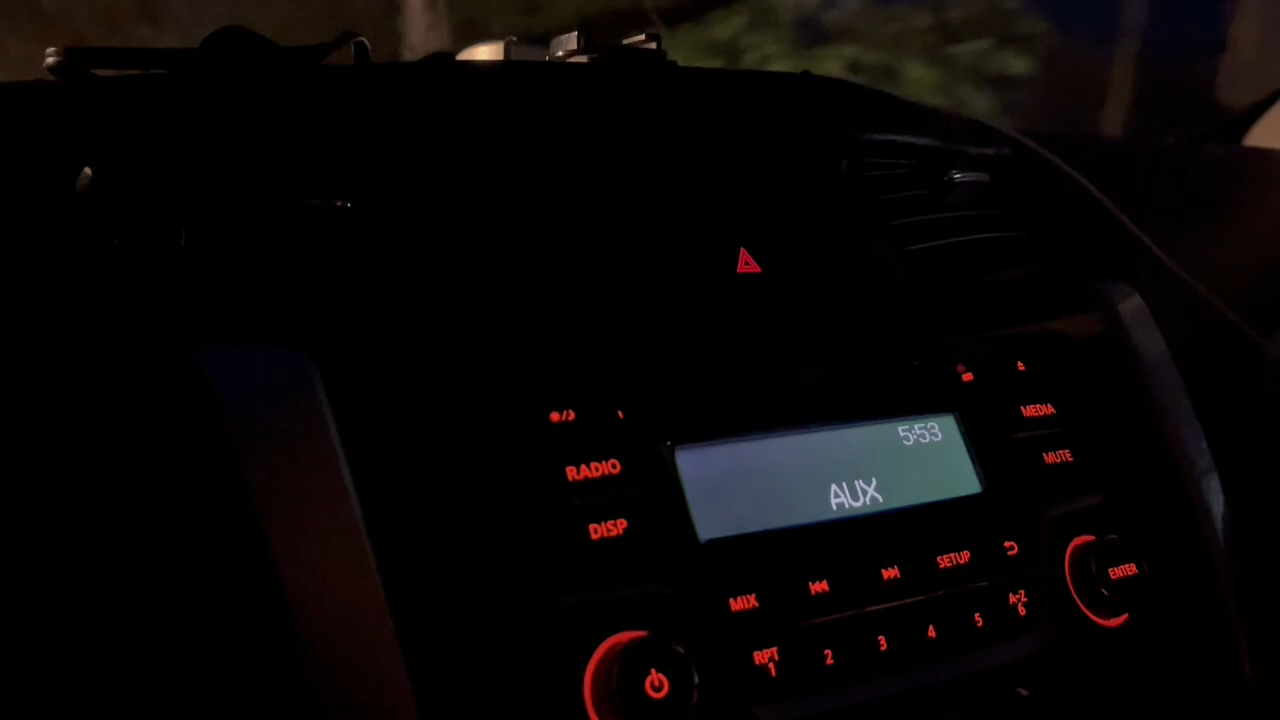 5:53
AUX
RADIO
DISP
MEDIA
MUTE
MIX
SETUP
ENTER
RPT
1 2 3 4 5 6
A-Z